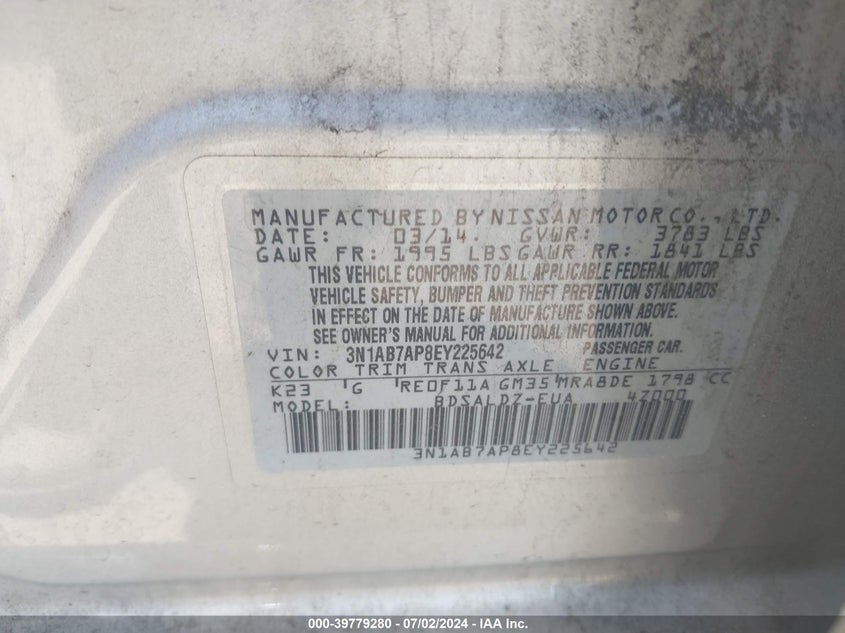 MANUFACTURED BY NISSAN MOTOR CO., LTD.
DATE: 03/14 GVWR: 3783 LBS
GAWR FR: 1995 LBS GAWR RR: 1841 LBS
THIS VEHICLE CONFORMS TO ALL APPLICABLE FEDERAL MOTOR
VEHICLE SAFETY, BUMPER AND THEFT PREVENTION STANDARDS
IN EFFECT ON THE DATE OF MANUFACTURE SHOWN ABOVE.
SEE OWNER'S MANUAL FOR ADDITIONAL INFORMATION.
VIN: 3N1AB7AP8EY225642 PASSENGER CAR.
COLOR TRIM TRANS AXLE ENGINE
K23 G RE0F11A GM35 MRA8DE 1798 CC
MODEL: BDSALDZ-EUA 47000
3N1AB7AP8EY225642
000-39779280 - 07/02/2024 - IAA Inc.